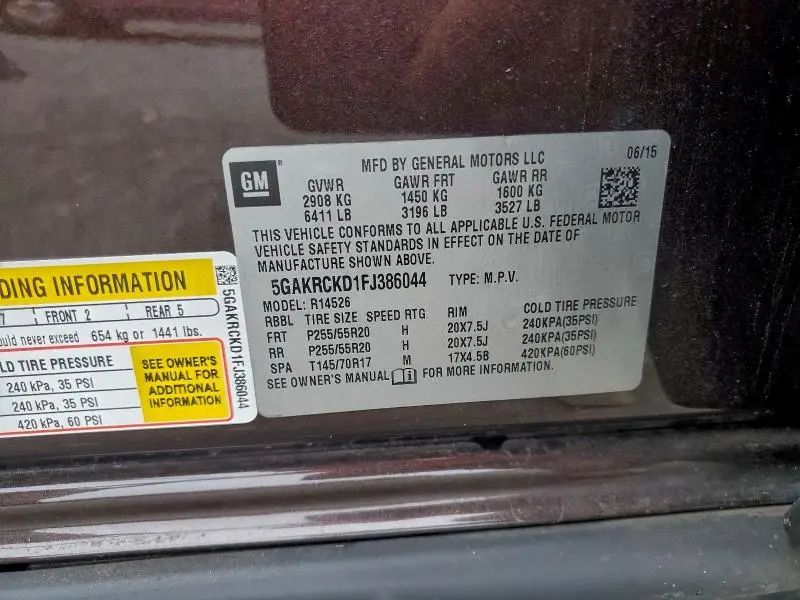 GM
MFD BY GENERAL MOTORS LLC 06/15
GVWR GAWR FRT GAWR RR
2908 KG 1450 KG 1600 KG
6411 LB 3196 LB 3527 LB
THIS VEHICLE CONFORMS TO ALL APPLICABLE U.S. FEDERAL MOTOR
VEHICLE SAFETY STANDARDS IN EFFECT ON THE DATE OF
MANUFACTURE SHOWN ABOVE.
5GAKRCKD1FJ386044 TYPE: M.P.V.
MODEL: R14526
RBBL TIRE SIZE SPEED RTG RIM COLD TIRE PRESSURE
FRT P255/55R20 H 20X7.5J 240KPA(35PSI)
RR P255/55R20 H 20X7.5J 240KPA(35PSI)
SPA T145/70R17 M 17X4.5B 420KPA(60PSI)
SEE OWNER'S MANUAL FOR MORE INFORMATION.
DING INFORMATION
7 FRONT 2 REAR 5
ould never exceed 654 kg or 1441 lbs.
LD TIRE PRESSURE
240 kPa, 35 PSI
240 kPa, 35 PSI
420 kPa, 60 PSI
SEE OWNER'S
MANUAL FOR
ADDITIONAL
INFORMATION
5GAKRCKD1FJ386044